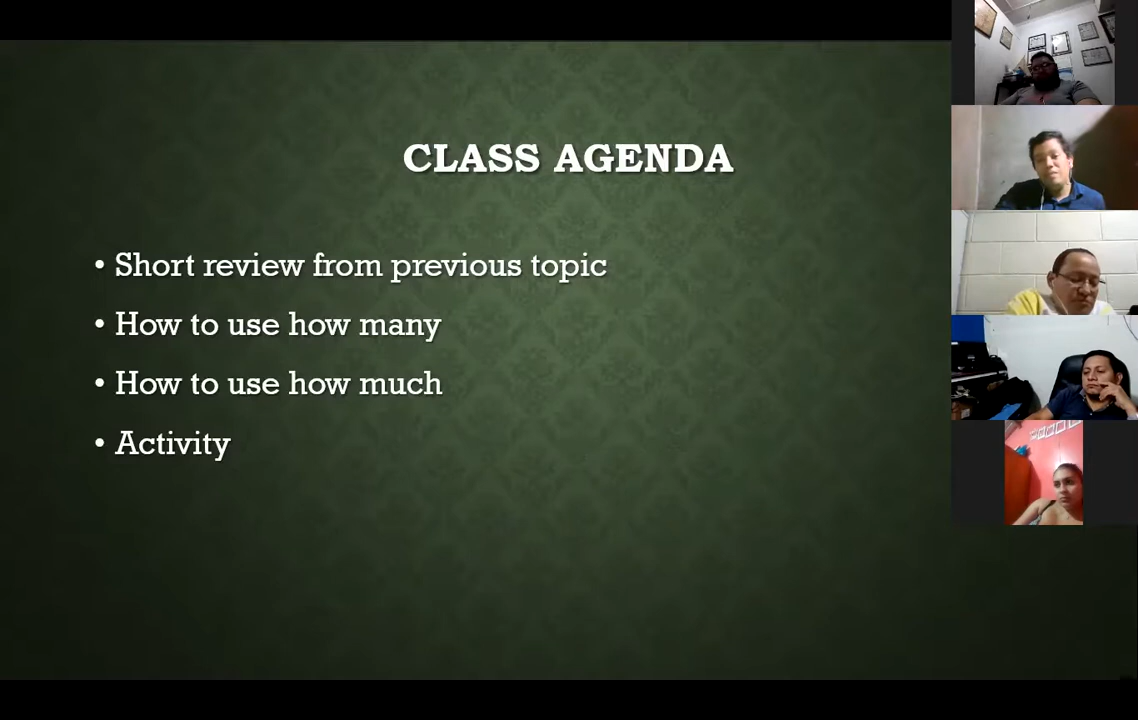 CLASS AGENDA
• Short review from previous topic
• How to use how many
• How to use how much
• Activity